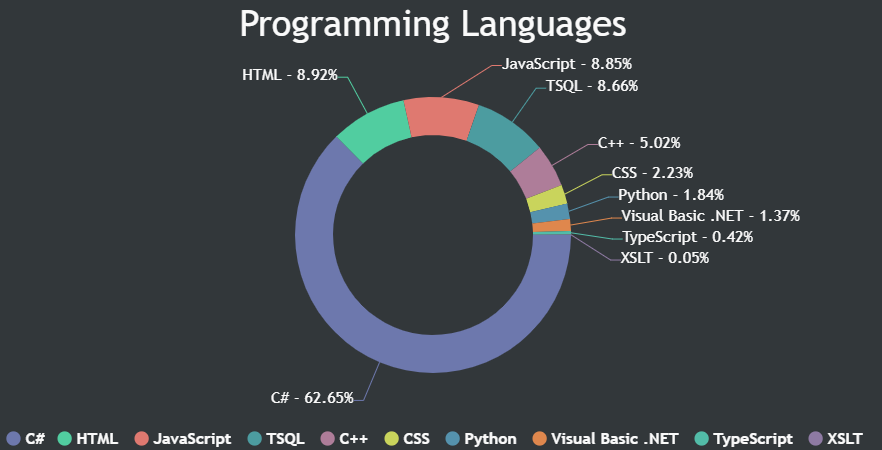 Programming Languages
JavaScript - 8.85%
HTML - 8.92%
TSQL - 8.66%
C++ - 5.02%
CSS - 2.23%
Python - 1.84%
Visual Basic .NET - 1.37%
TypeScript - 0.42%
XSLT - 0.05%
C# - 62.65%
C# HTML JavaScript TSQL C++ CSS Python Visual Basic .NET TypeScript XSLT